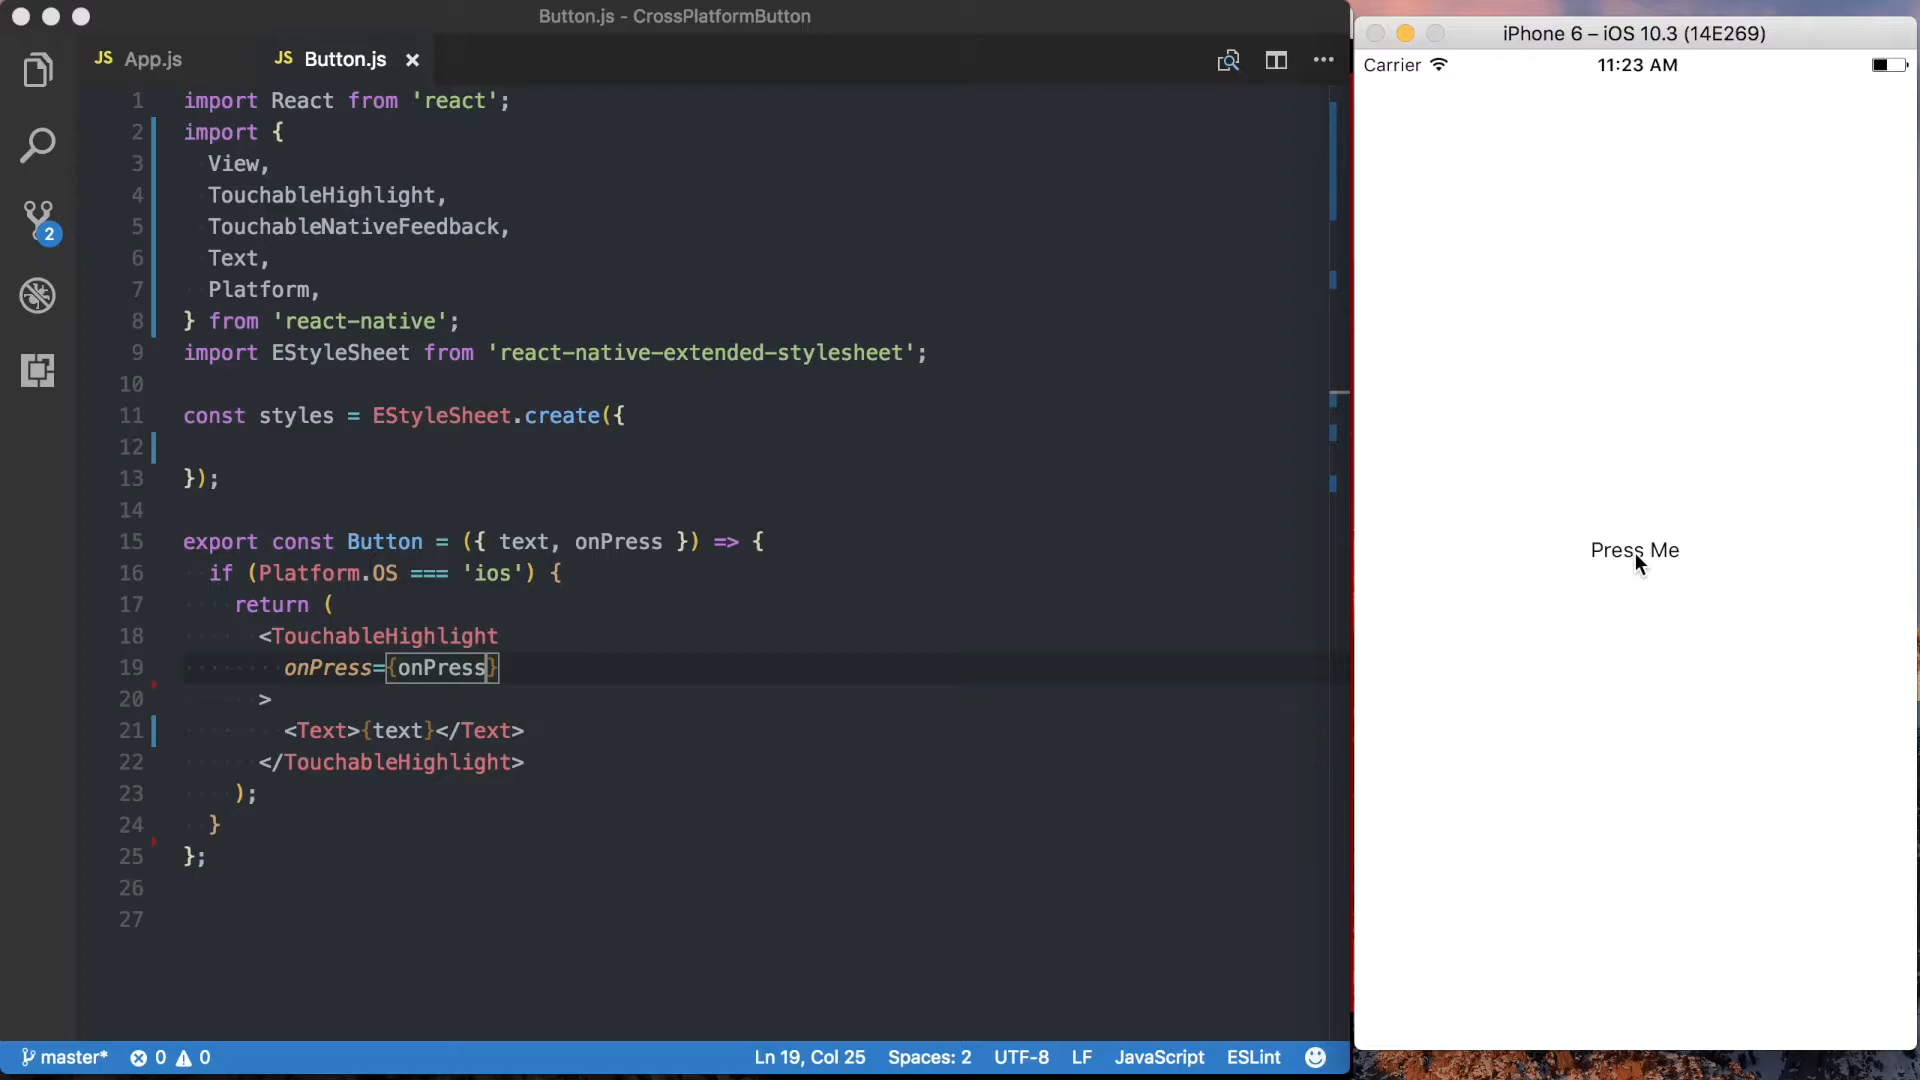 Button.js - CrossPlatformButton
JS App.js
JS Button.js ×
1 import React from 'react';
2 import {
3 View,
4 TouchableHighlight,
5 TouchableNativeFeedback,
6 Text,
7 Platform,
8 } from 'react-native';
9 import EStyleSheet from 'react-native-extended-stylesheet';
10
11 const styles = EStyleSheet.create({
12
13 });
14
15 export const Button = ({ text, onPress }) => {
16 if (Platform.OS === 'ios') {
17 return (
18 <TouchableHighlight
19 onPress={onPress}
20 >
21 <Text>{text}</Text>
22 </TouchableHighlight>
23 );
24 }
25 };
26
27
2
master* 0 0 Ln 19, Col 25 Spaces: 2 UTF-8 LF JavaScript ESLint
iPhone 6 – iOS 10.3 (14E269)
Carrier 11:23 AM
Press Me